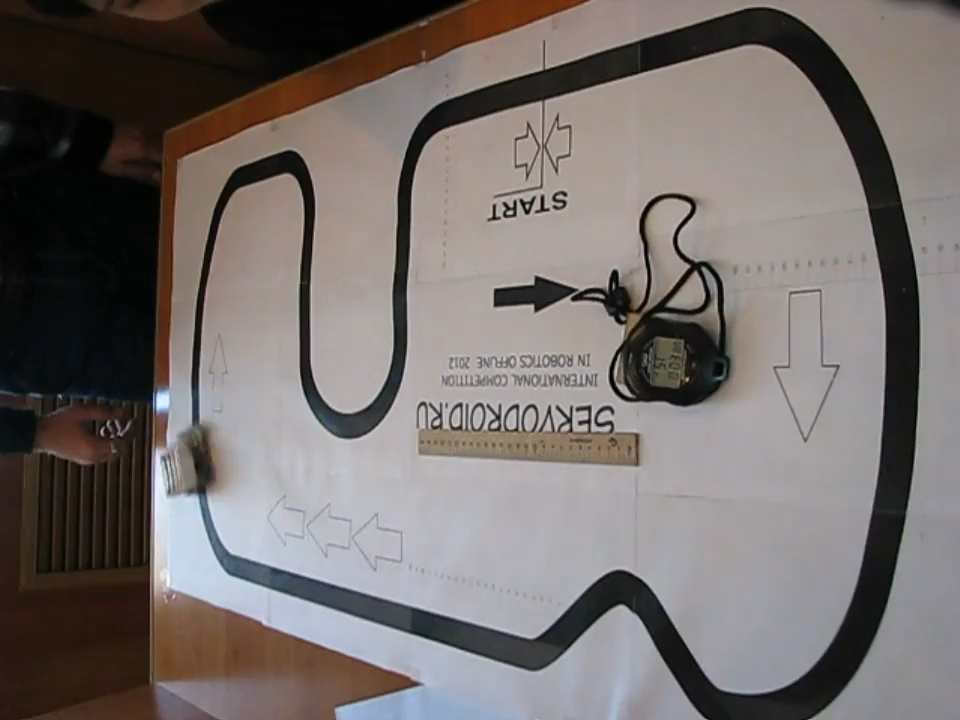 START
SERVODROID.RU
INTERNATIONAL COMPETITION
IN ROBOTICS OFFLINE 2012